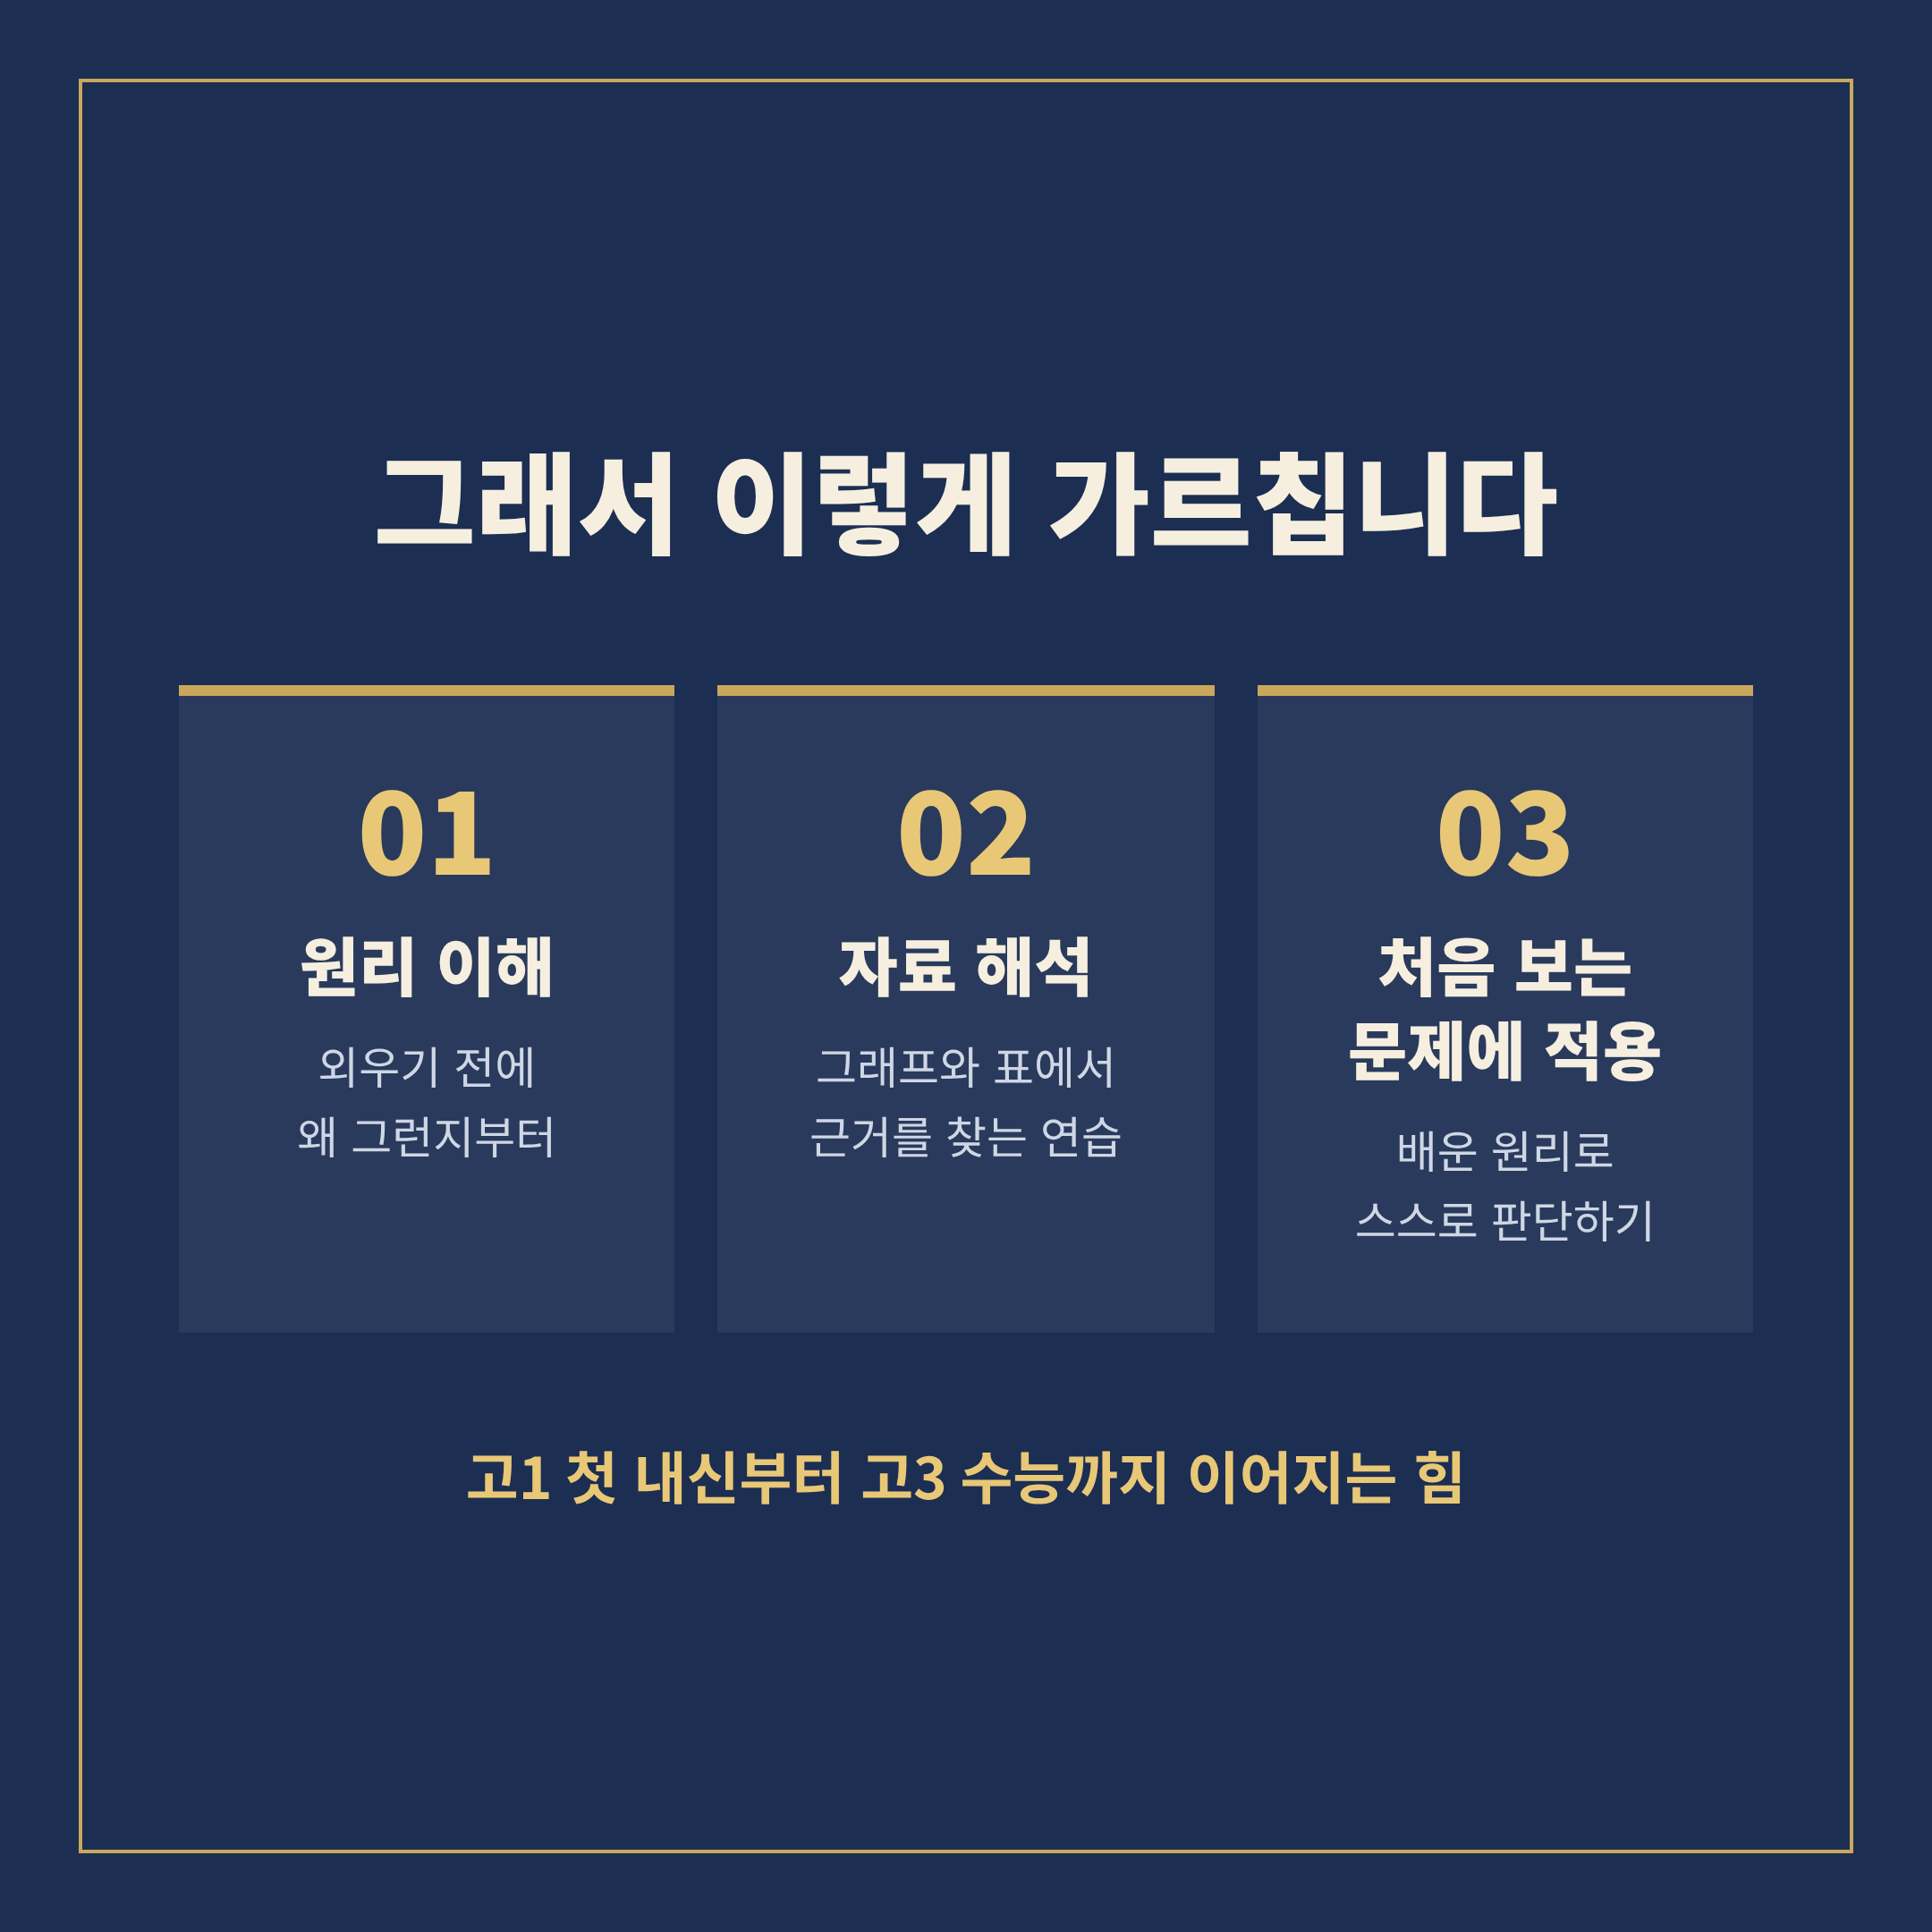 그래서 이렇게 가르칩니다
01
원리 이해
외우기 전에
왜 그런지부터
02
자료 해석
그래프와 표에서
근거를 찾는 연습
03
처음 보는
문제에 적용
배운 원리로
스스로 판단하기
고1 첫 내신부터 고3 수능까지 이어지는 힘